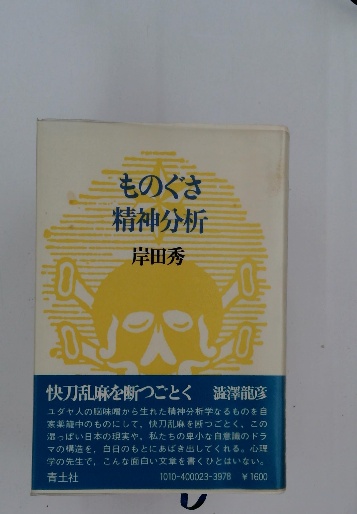 ものぐさ
精神分析
岸田秀
快刀乱麻を断つごとく 澁澤龍彦
ユダヤ人の脳味噌から生れた精神分析学なるものを自
家薬籠中のものにして、快刀乱麻を断つごとく、この
湿っぽい日本の現実や、私たちの卑小な自意識のドラ
マの構造を、白日のもとにあばき出してくれる。心理
学の先生で、こんな面白い文章を書くひとはいない。
青土社 1010-400023-3978 ¥1600